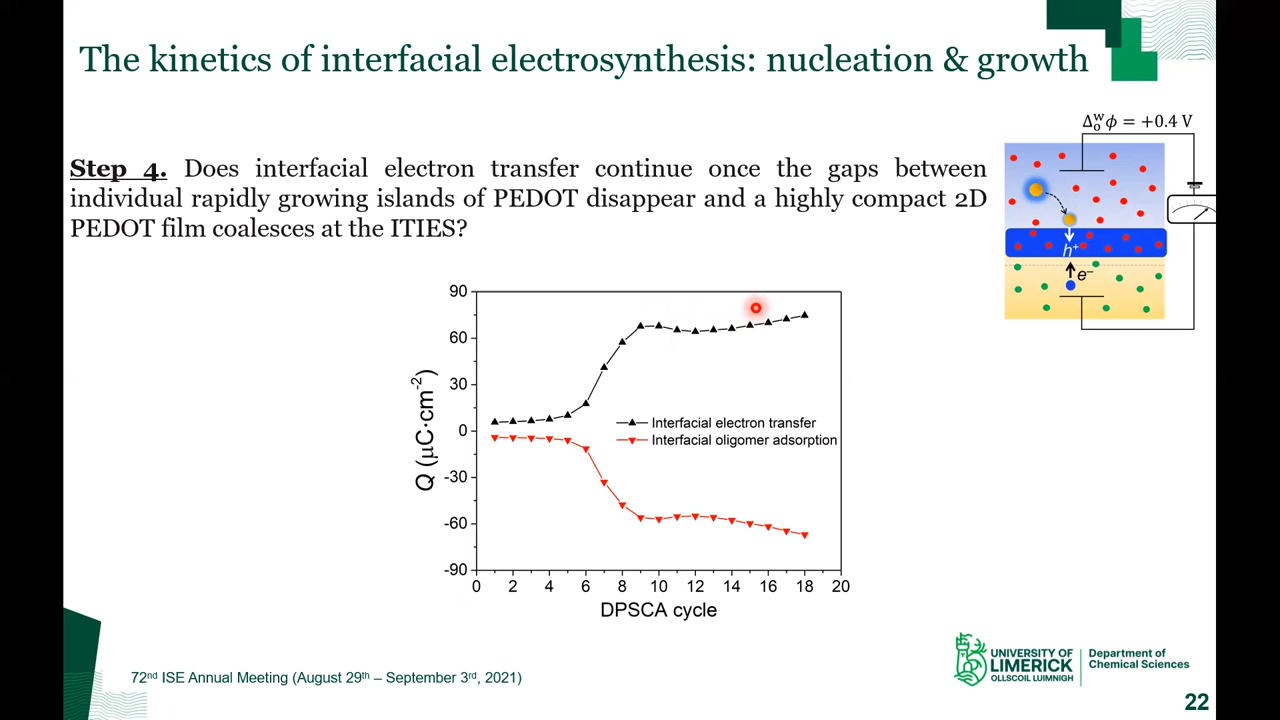 The kinetics of interfacial electrosynthesis: nucleation & growth
Δ_o^w ϕ = +0.4 V
Step 4. Does interfacial electron transfer continue once the gaps between
individual rapidly growing islands of PEDOT disappear and a highly compact 2D
PEDOT film coalesces at the ITIES?
h⁺
e⁻
90
60
30
0
-30
-60
-90
Q (μC·cm⁻²)
Interfacial electron transfer
Interfacial oligomer adsorption
0 2 4 6 8 10 12 14 16 18 20
DPSCA cycle
72nd ISE Annual Meeting (August 29th – September 3rd, 2021)
UNIVERSITY OF
LIMERICK
OLLSCOIL LUIMNIGH
Department of
Chemical Sciences
22